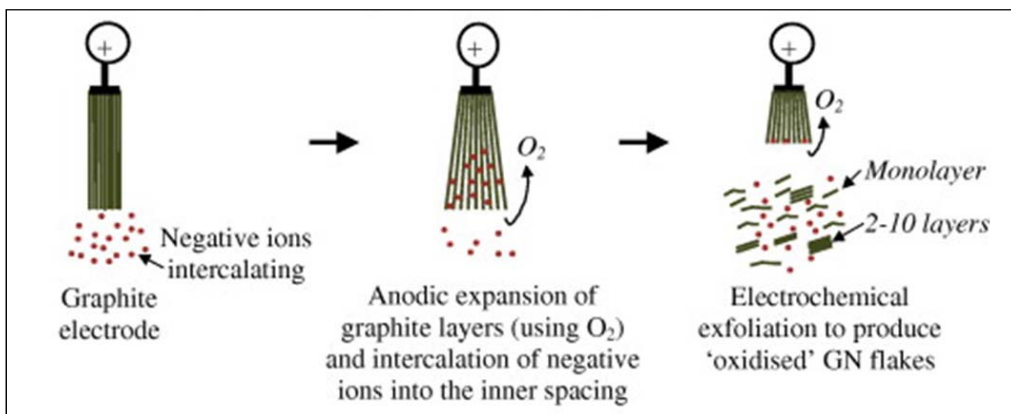 +
+
+
O₂
O₂
Monolayer
2-10 layers
Negative ions
intercalating
Graphite
electrode
Anodic expansion of
graphite layers (using O₂)
and intercalation of negative
ions into the inner spacing
Electrochemical
exfoliation to produce
‘oxidised’ GN flakes